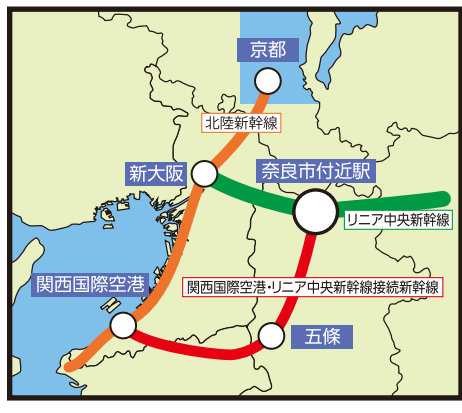 京都
北陸新幹線
新大阪
奈良市付近駅
リニア中央新幹線
関西国際空港
関西国際空港・リニア中央新幹線接続新幹線
五條